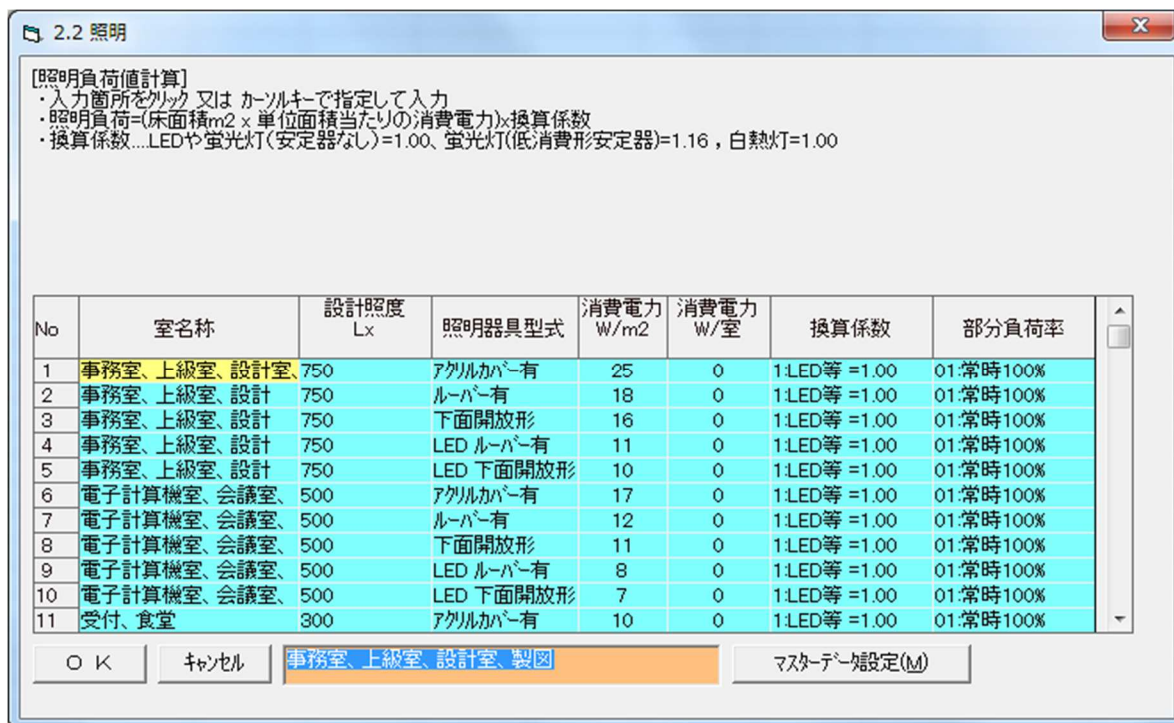 2.2 照明
[照明負荷値計算]
・入力箇所をクリック 又は カーソルキーで指定して入力
・照明負荷=(床面積m2 x 単位面積当たりの消費電力)x換算係数
・換算係数....LEDや蛍光灯(安定器なし)=1.00、蛍光灯(低消費形安定器)=1.16 , 白熱灯=1.00
No 室名称 設計照度 Lx 照明器具型式 消費電力 W/m2 消費電力 W/室 換算係数 部分負荷率
1 事務室、上級室、設計室、 750 アクリルカバー有 25 0 1:LED等 =1.00 01:常時100%
2 事務室、上級室、設計 750 ルーバー有 18 0 1:LED等 =1.00 01:常時100%
3 事務室、上級室、設計 750 下面開放形 16 0 1:LED等 =1.00 01:常時100%
4 事務室、上級室、設計 750 LED ルーバー有 11 0 1:LED等 =1.00 01:常時100%
5 事務室、上級室、設計 750 LED 下面開放形 10 0 1:LED等 =1.00 01:常時100%
6 電子計算機室、会議室、 500 アクリルカバー有 17 0 1:LED等 =1.00 01:常時100%
7 電子計算機室、会議室、 500 ルーバー有 12 0 1:LED等 =1.00 01:常時100%
8 電子計算機室、会議室、 500 下面開放形 11 0 1:LED等 =1.00 01:常時100%
9 電子計算機室、会議室、 500 LED ルーバー有 8 0 1:LED等 =1.00 01:常時100%
10 電子計算機室、会議室、 500 LED 下面開放形 7 0 1:LED等 =1.00 01:常時100%
11 受付、食堂 300 アクリルカバー有 10 0 1:LED等 =1.00 01:常時100%
ＯＫ キャンセル 事務室、上級室、設計室、製図 マスターデータ設定(M)